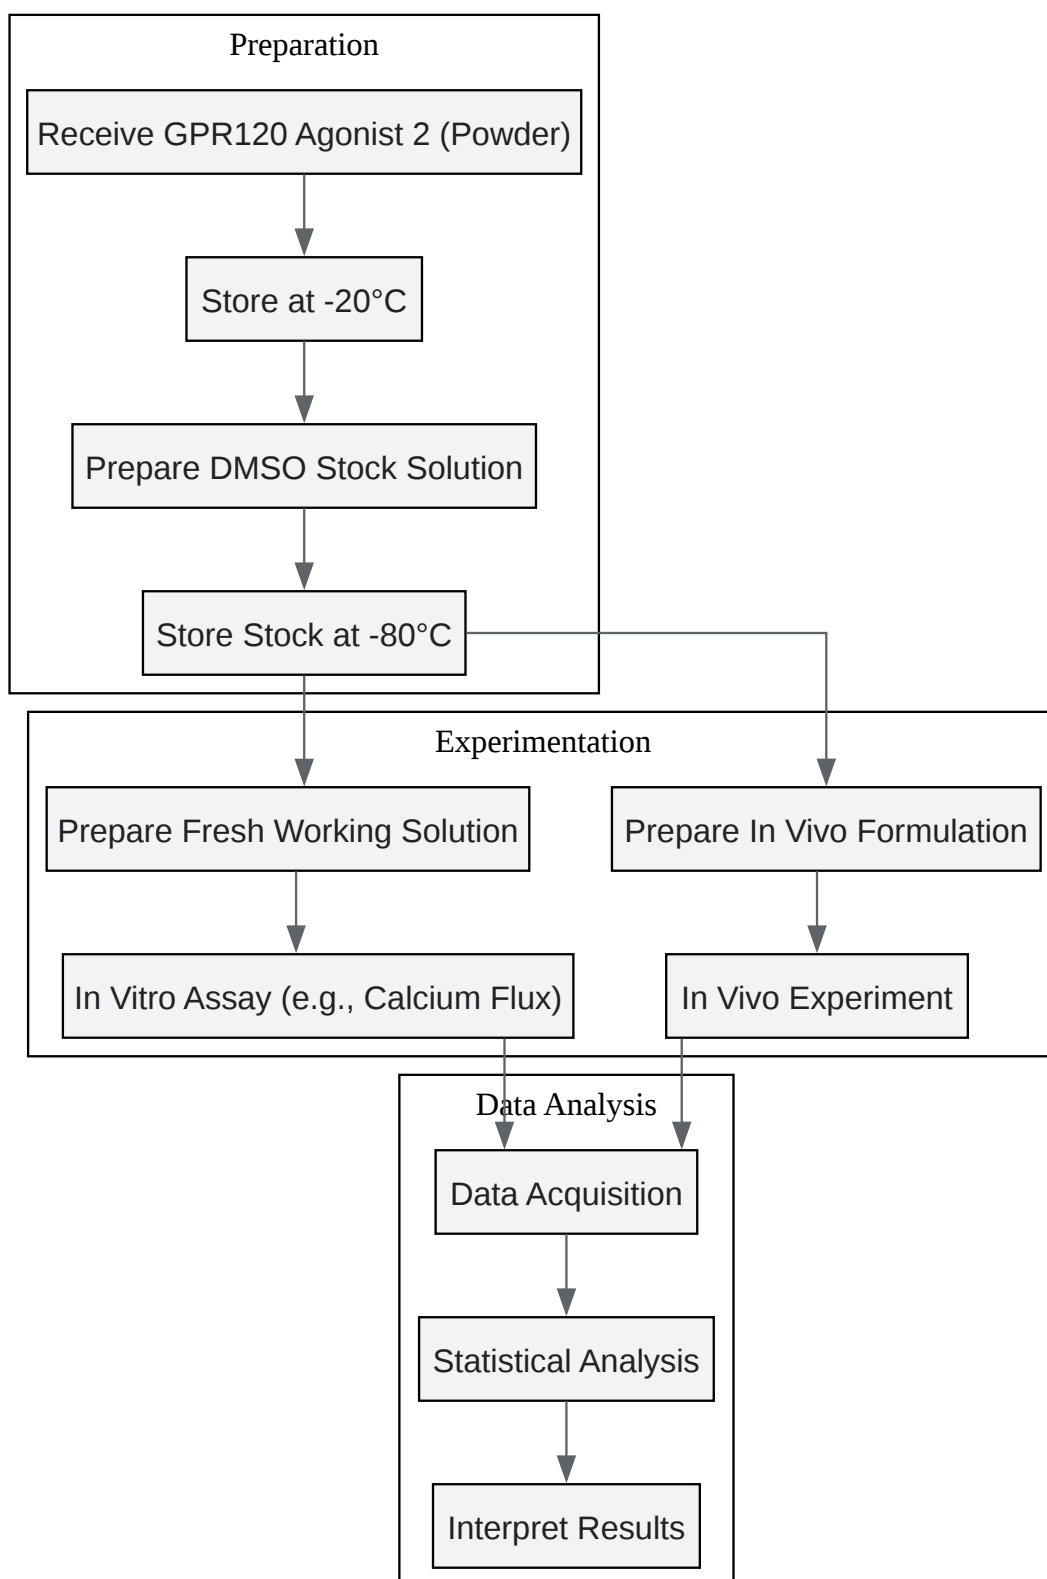 Preparation
Receive GPR120 Agonist 2 (Powder)
Store at -20°C
Prepare DMSO Stock Solution
Store Stock at -80°C
Experimentation
Prepare Fresh Working Solution
Prepare In Vivo Formulation
In Vitro Assay (e.g., Calcium Flux)
In Vivo Experiment
Data Analysis
Data Acquisition
Statistical Analysis
Interpret Results